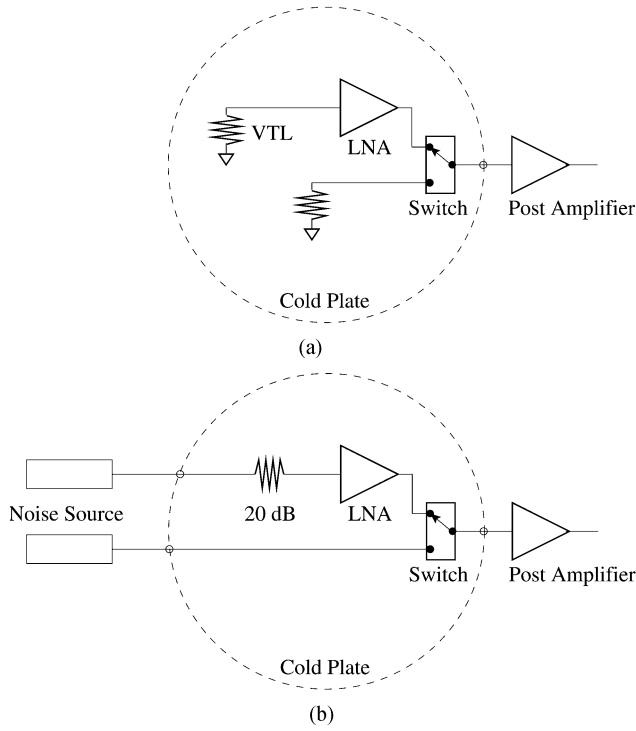 VTL
LNA
Switch
Post Amplifier
Cold Plate
(a)
Noise Source
20 dB
LNA
Switch
Post Amplifier
Cold Plate
(b)